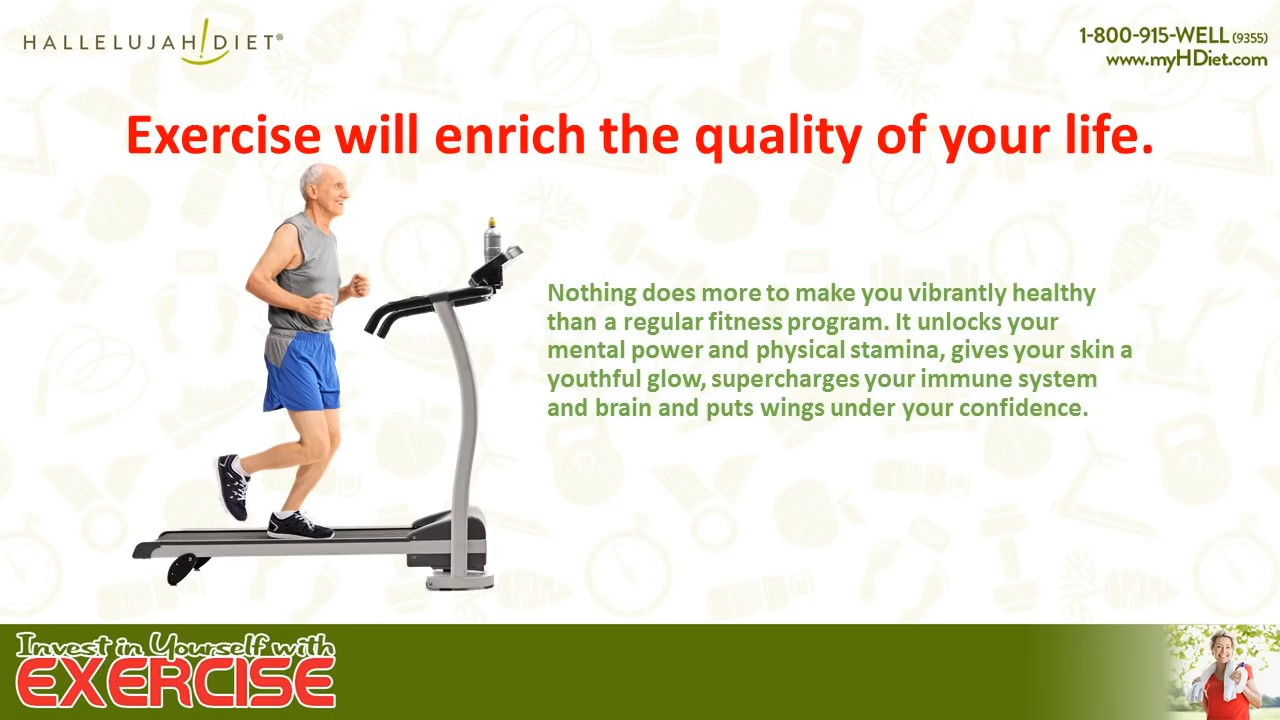 HALLELUJAH!DIET®
1-800-915-WELL (9355)
www.myHDiet.com
Exercise will enrich the quality of your life.
Nothing does more to make you vibrantly healthy
than a regular fitness program. It unlocks your
mental power and physical stamina, gives your skin a
youthful glow, supercharges your immune system
and brain and puts wings under your confidence.
Invest in Yourself with
EXERCISE